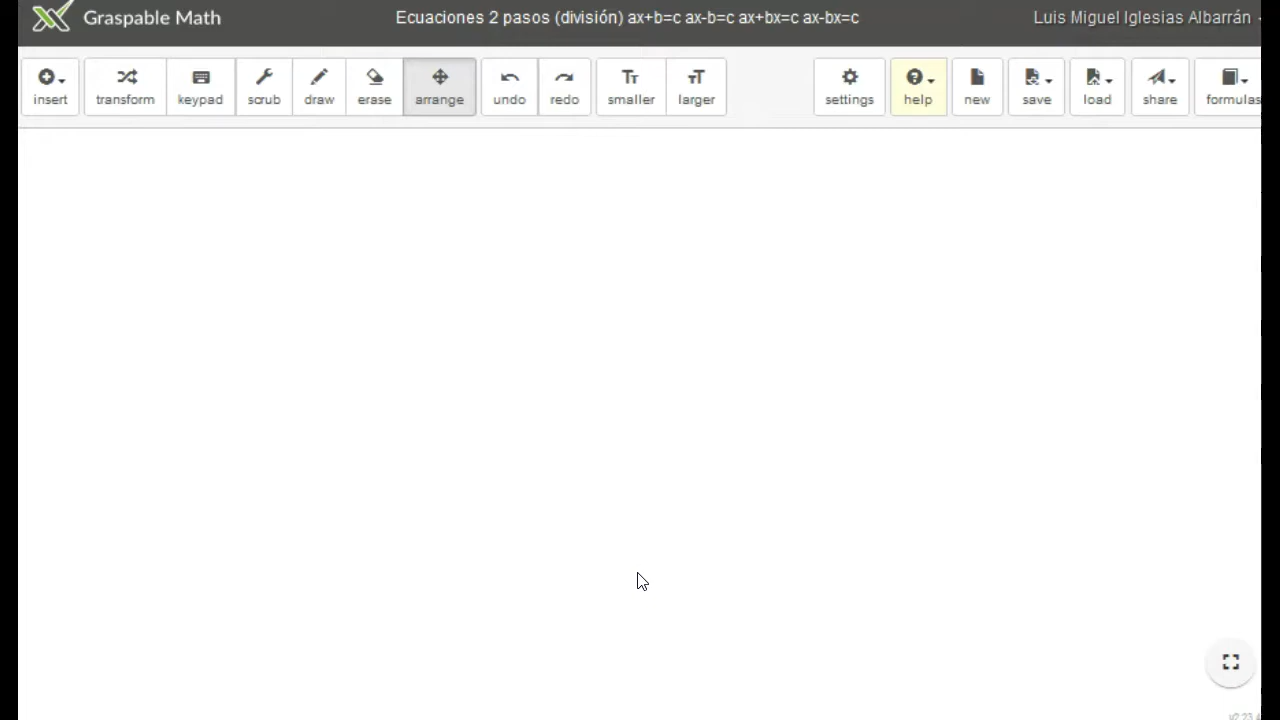 Graspable Math
Ecuaciones 2 pasos (división) ax+b=c ax-b=c ax+bx=c ax-bx=c
Luis Miguel Iglesias Albarrán
insert transform keypad scrub draw erase arrange undo redo smaller larger settings help new save load share formulas